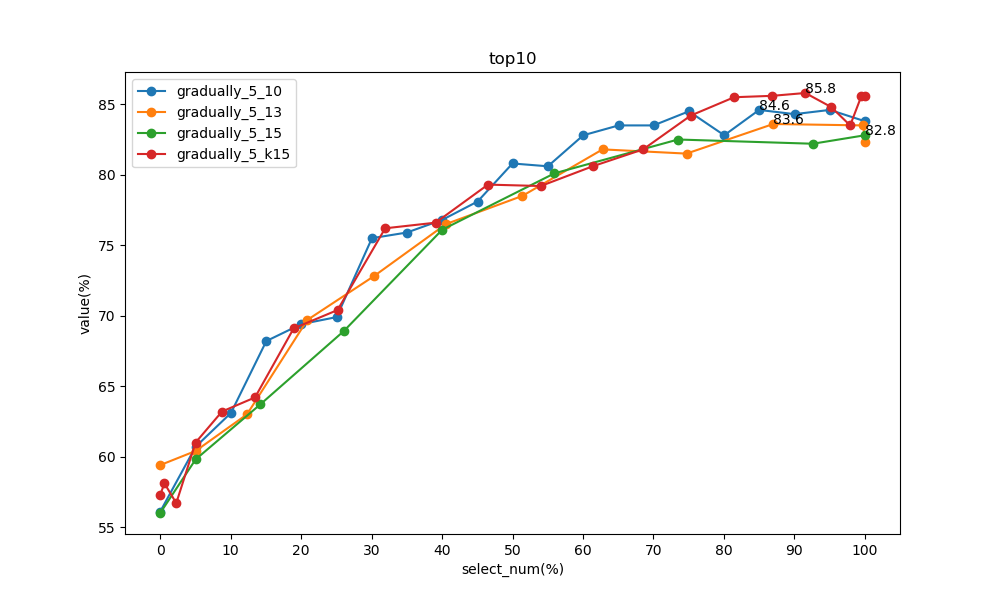 top10
gradually_5_10
gradually_5_13
gradually_5_15
gradually_5_k15
85.8
84.6
83.6
82.8
85
80
75
70
65
60
55
value(%)
0 10 20 30 40 50 60 70 80 90 100
select_num(%)